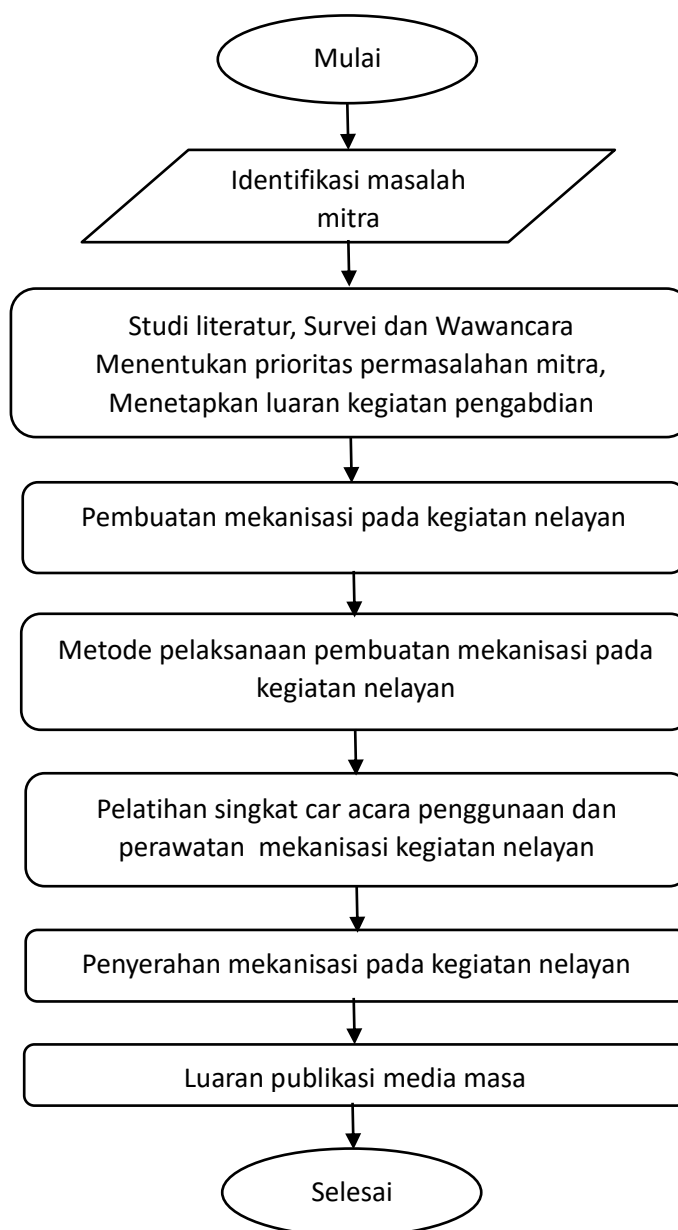 Mulai
Identifikasi masalah
mitra
Studi literatur, Survei dan Wawancara
Menentukan prioritas permasalahan mitra,
Menetapkan luaran kegiatan pengabdian
Pembuatan mekanisasi pada kegiatan nelayan
Metode pelaksanaan pembuatan mekanisasi pada
kegiatan nelayan
Pelatihan singkat car acara penggunaan dan
perawatan  mekanisasi kegiatan nelayan
Penyerahan mekanisasi pada kegiatan nelayan
Luaran publikasi media masa
Selesai